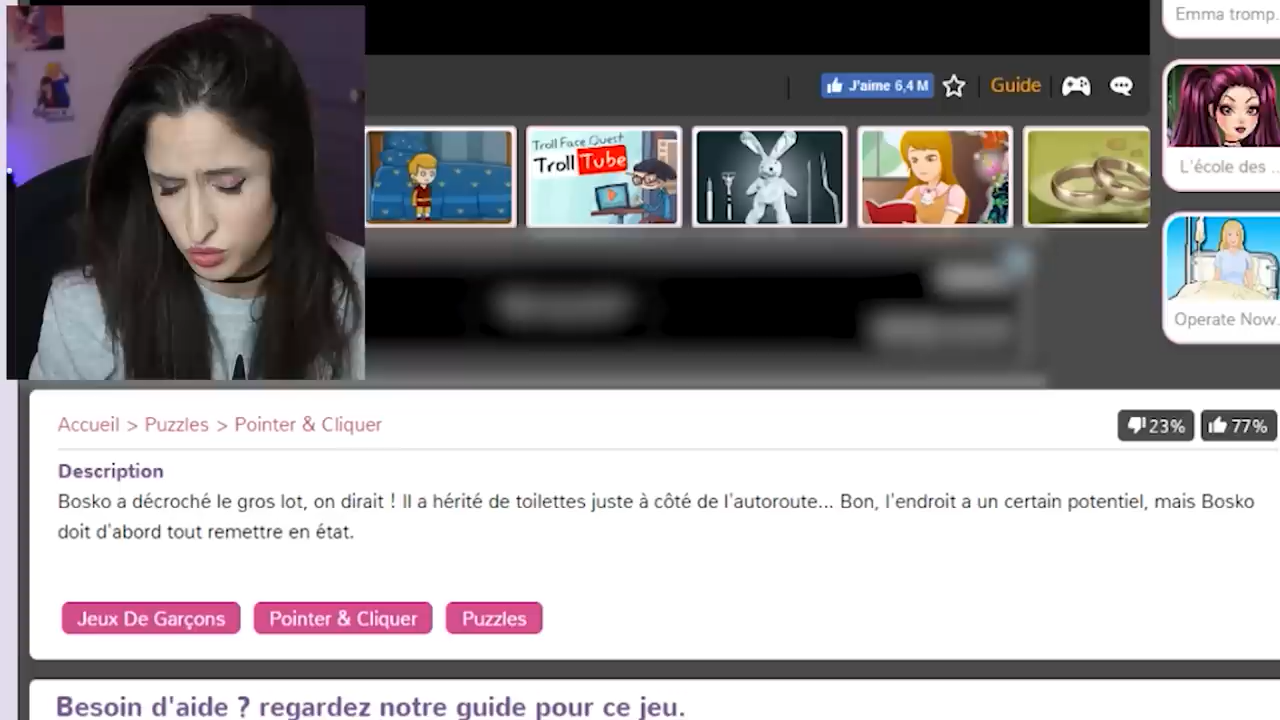 Emma tromp...
J'aime 6,4 M
Guide
Troll Face Quest
Troll Tube
L'école des ...
Operate Now...
Accueil > Puzzles > Pointer & Cliquer
23%
77%
Description
Bosko a décroché le gros lot, on dirait ! Il a hérité de toilettes juste à côté de l'autoroute... Bon, l'endroit a un certain potentiel, mais Bosko
doit d'abord tout remettre en état.
Jeux De Garçons
Pointer & Cliquer
Puzzles
Besoin d'aide ? regardez notre guide pour ce jeu.